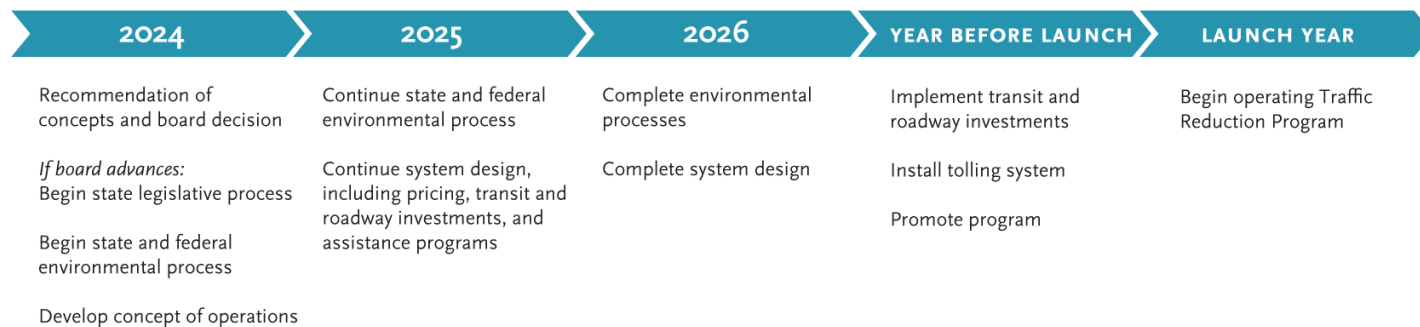 2024
Recommendation of
concepts and board decision
If board advances:
Begin state legislative process
Begin state and federal
environmental process
Develop concept of operations
2025
Continue state and federal
environmental process
Continue system design,
including pricing, transit and
roadway investments, and
assistance programs
2026
Complete environmental
processes
Complete system design
YEAR BEFORE LAUNCH
Implement transit and
roadway investments
Install tolling system
Promote program
LAUNCH YEAR
Begin operating Traffic
Reduction Program